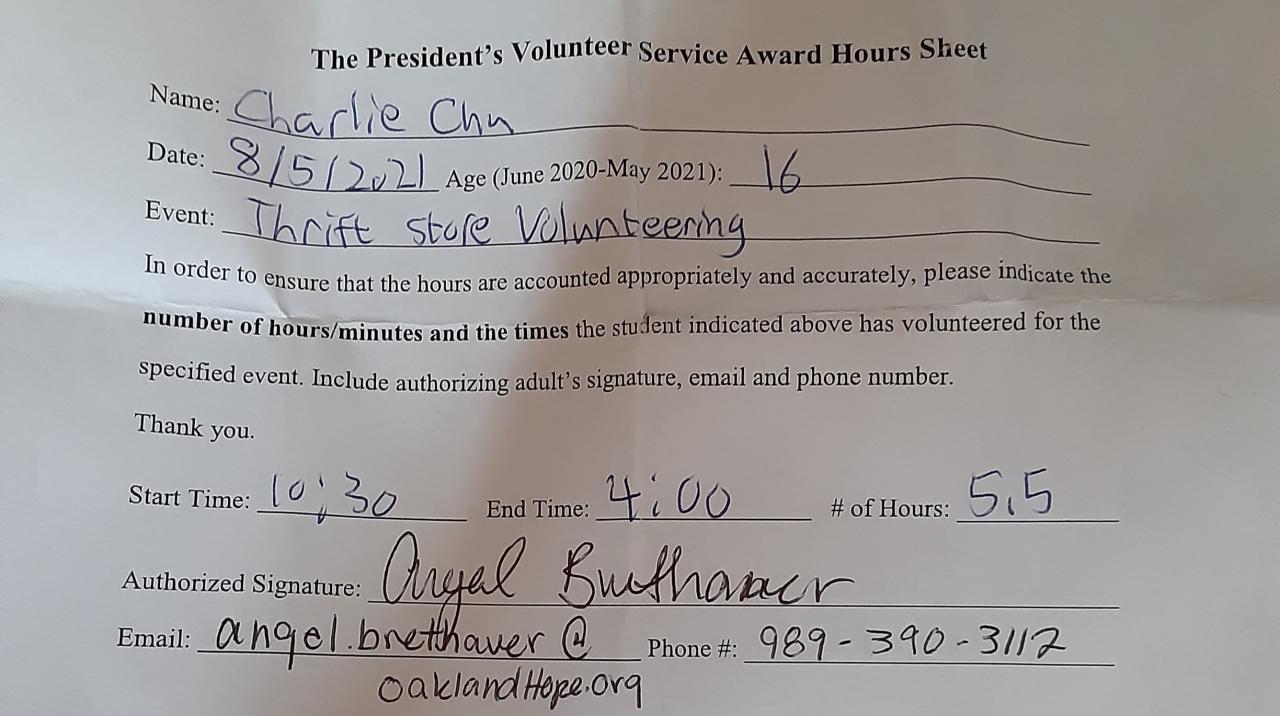 The President's Volunteer Service Award Hours Sheet
Name: Charlie Chu
Date: 8/5/2021 Age (June 2020-May 2021): 16
Event: Thrift store Volunteering
In order to ensure that the hours are accounted appropriately and accurately, please indicate the
number of hours/minutes and the times the student indicated above has volunteered for the
specified event. Include authorizing adult's signature, email and phone number.
Thank you.
Start Time: 10:30 End Time: 4:00 # of Hours: 5.5
Authorized Signature: Angel Bretthauer
Email: angel.bretthauer@ Phone #: 989-390-3112
oaklandHope.org